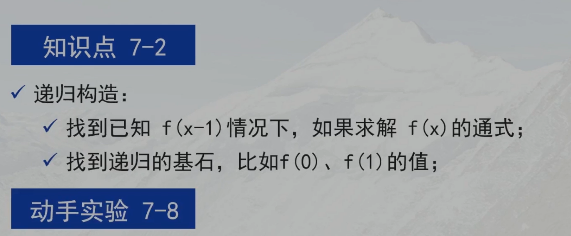 知识点 7-2
✓ 递归构造：
✓ 找到已知 f(x-1)情况下，如果求解 f(x)的通式；
✓ 找到递归的基石，比如f(0)、f(1)的值；
动手实验 7-8